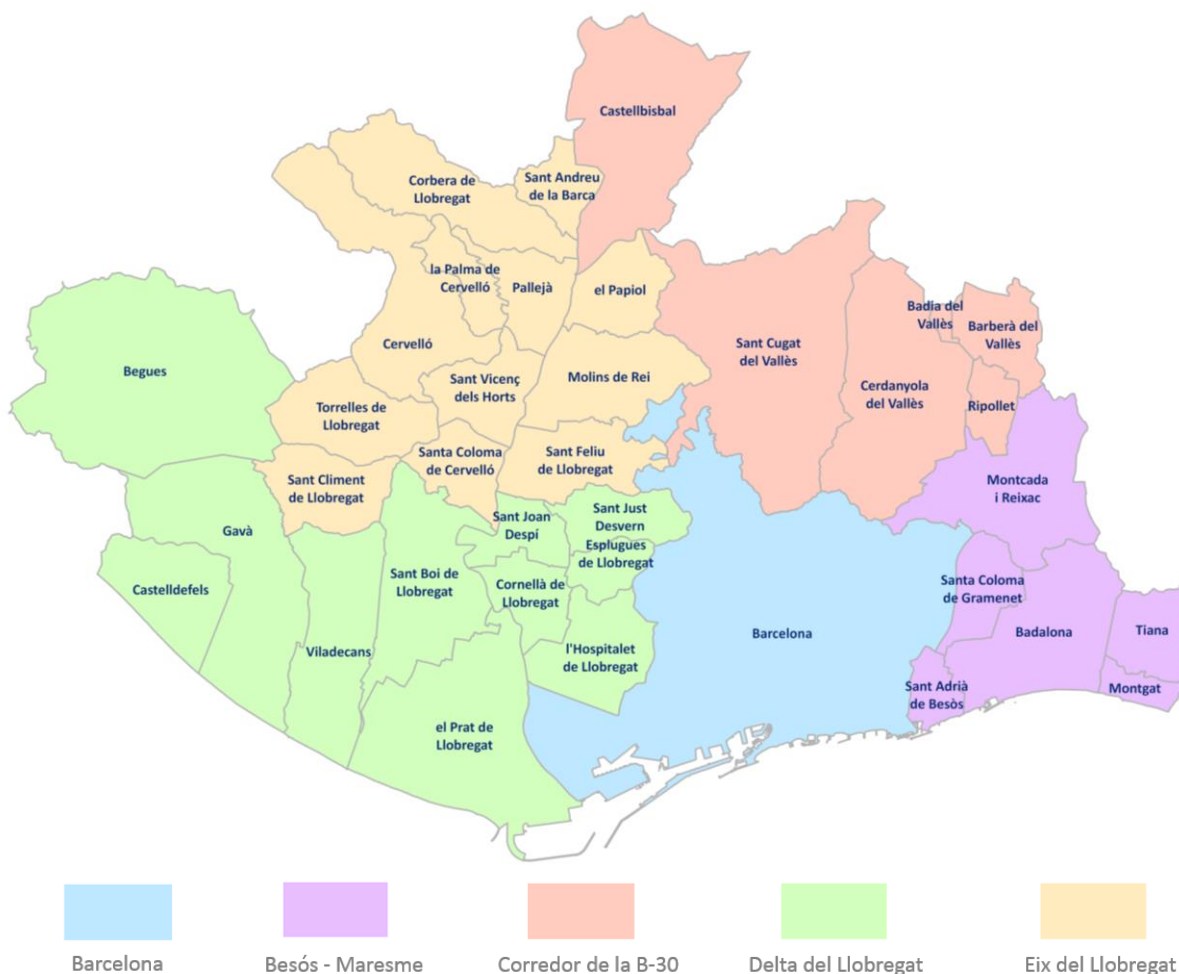 Castellbisbal
Corbera de
Llobregat
Sant Andreu
de la Barca
la Palma de
Cervelló
Pallejà
el Papiol
Badia del
Vallès
Barberà del
Vallès
Sant Cugat
del Vallès
Cervelló
Begues
Sant Vicenç
dels Horts
Molins de Rei
Cerdanyola
del Vallès
Ripollet
Torrelles de
Llobregat
Santa Coloma
de Cervelló
Sant Feliu
de Llobregat
Sant Climent
de Llobregat
Montcada
i Reixac
Sant Joan
Despí
Sant Just
Desvern
Esplugues
de Llobregat
Gavà
Castelldefels
Sant Boi de
Llobregat
Cornellà de
Llobregat
Santa Coloma
de Gramenet
Barcelona
Badalona
Tiana
Viladecans
l'Hospitalet
de Llobregat
Sant Adrià
de Besòs
Montgat
el Prat de
Llobregat
Barcelona
Besós - Maresme
Corredor de la B-30
Delta del Llobregat
Eix del Llobregat